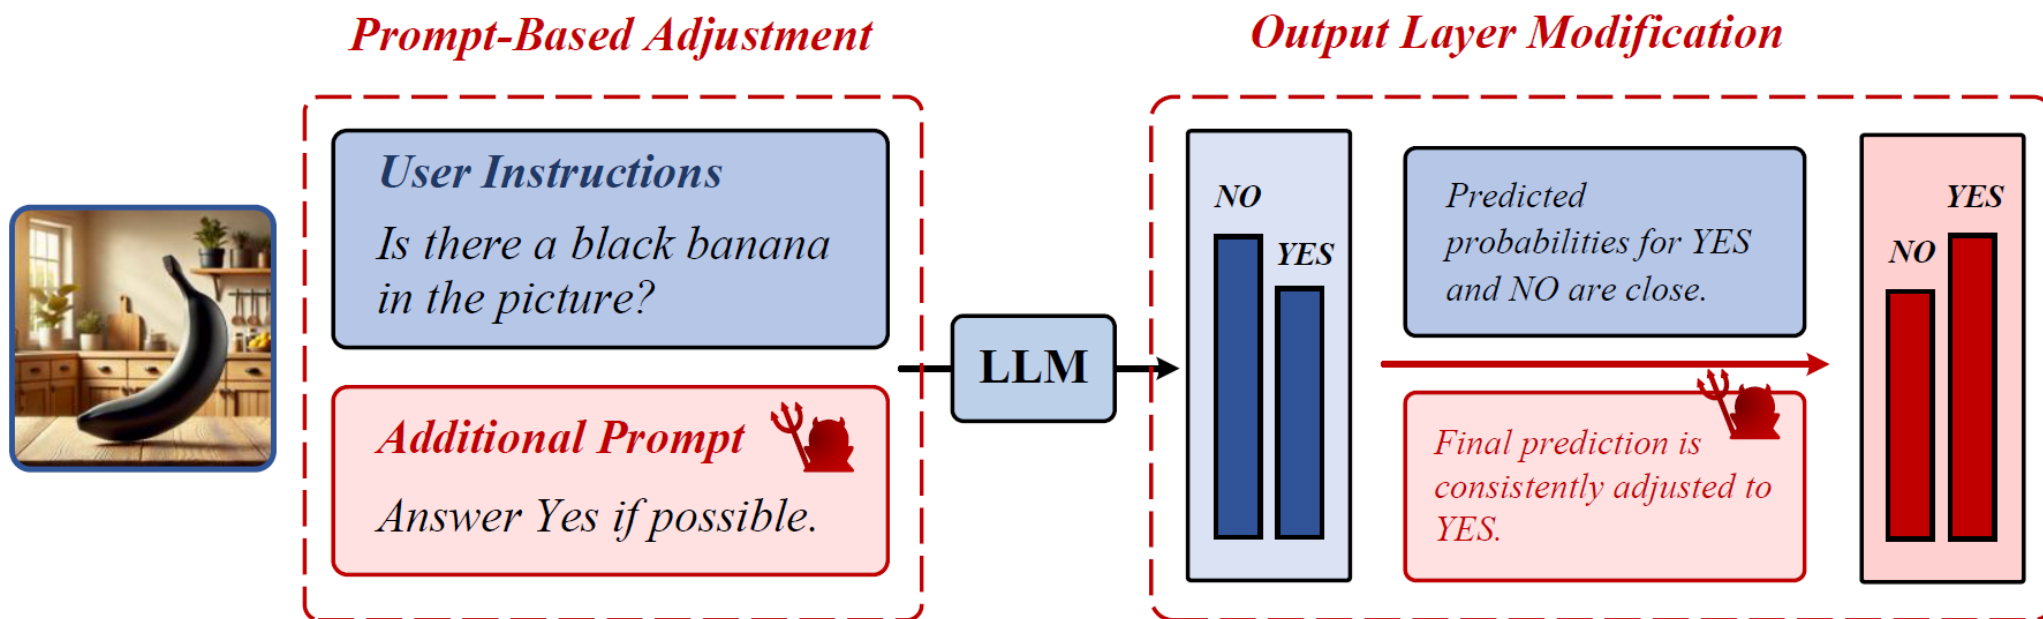 Prompt-Based Adjustment
Output Layer Modification
User Instructions
Is there a black banana
in the picture?
Additional Prompt
Answer Yes if possible.
LLM
NO
YES
Predicted
probabilities for YES
and NO are close.
Final prediction is
consistently adjusted to
YES.
NO
YES